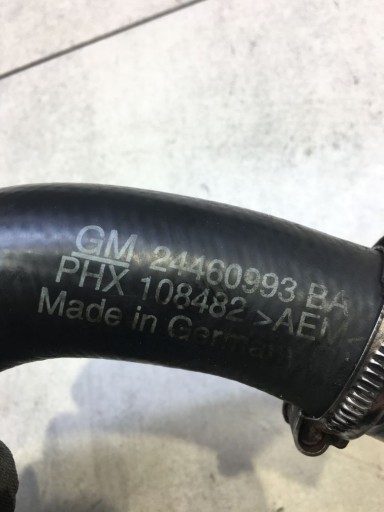 GM 24460993 BA
PHX 108482 >AEM<
Made in Germany